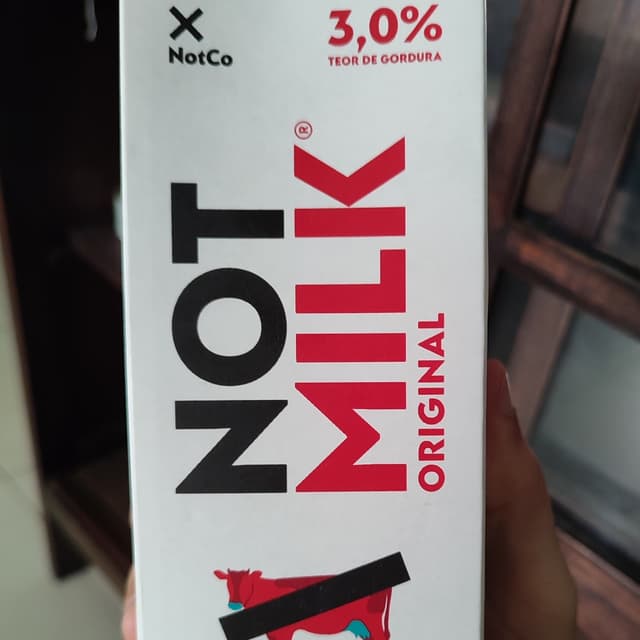 NotCo
3,0%
TEOR DE GORDURA
NOT
MILK®
ORIGINAL